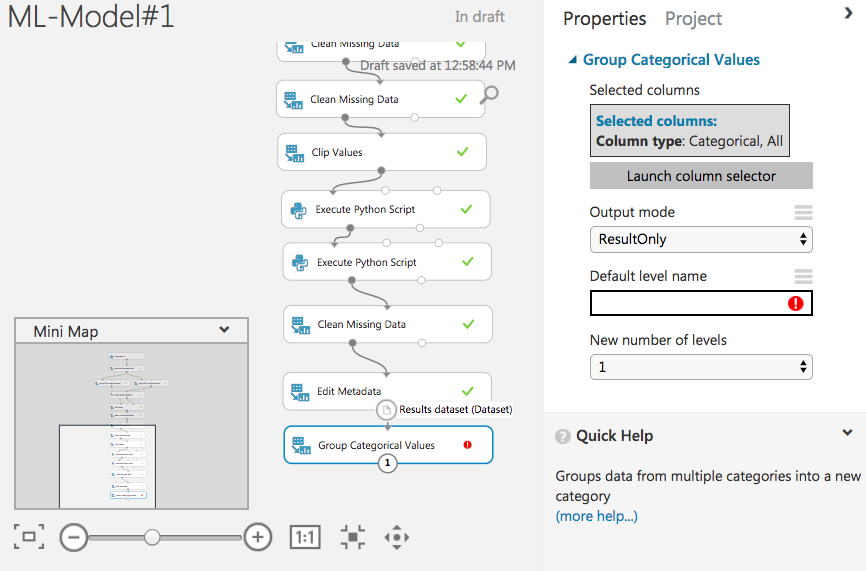 ML-Model#1
In draft
Clean Missing Data
Draft saved at 12:58:44 PM
Clean Missing Data
Clip Values
Execute Python Script
Execute Python Script
Clean Missing Data
Edit Metadata
Results dataset (Dataset)
Group Categorical Values
1
Mini Map
1:1
Properties Project
Group Categorical Values
Selected columns
Selected columns:
Column type: Categorical, All
Launch column selector
Output mode
ResultOnly
Default level name
New number of levels
1
Quick Help
Groups data from multiple categories into a new
category
(more help...)